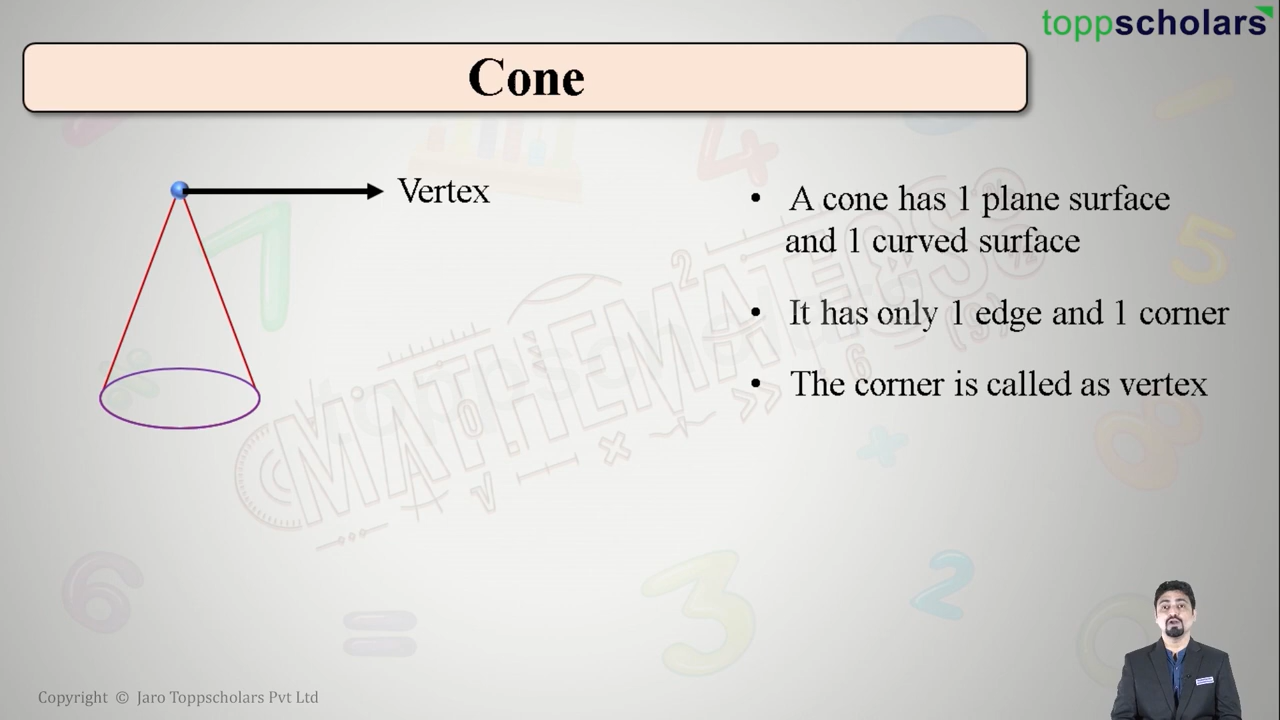 toppscholars
Cone
Vertex
• A cone has 1 plane surface
and 1 curved surface
• It has only 1 edge and 1 corner
• The corner is called as vertex
MATHEMATICS
Copyright © Jaro Toppscholars Pvt Ltd